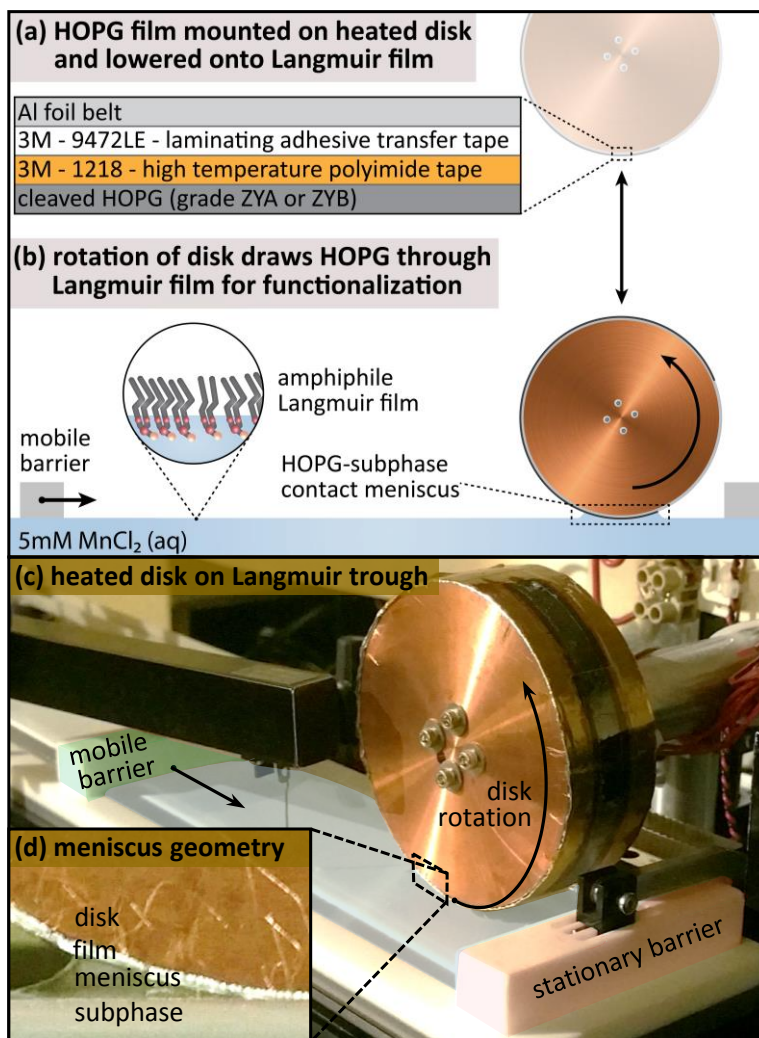 (a) HOPG film mounted on heated disk
and lowered onto Langmuir film
Al foil belt
3M - 9472LE - laminating adhesive transfer tape
3M - 1218 - high temperature polyimide tape
cleaved HOPG (grade ZYA or ZYB)
(b) rotation of disk draws HOPG through
Langmuir film for functionalization
amphiphile
Langmuir film
mobile
barrier
HOPG-subphase
contact meniscus
5mM MnCl₂ (aq)
(c) heated disk on Langmuir trough
mobile
barrier
disk
rotation
(d) meniscus geometry
disk
film
meniscus
subphase
stationary barrier